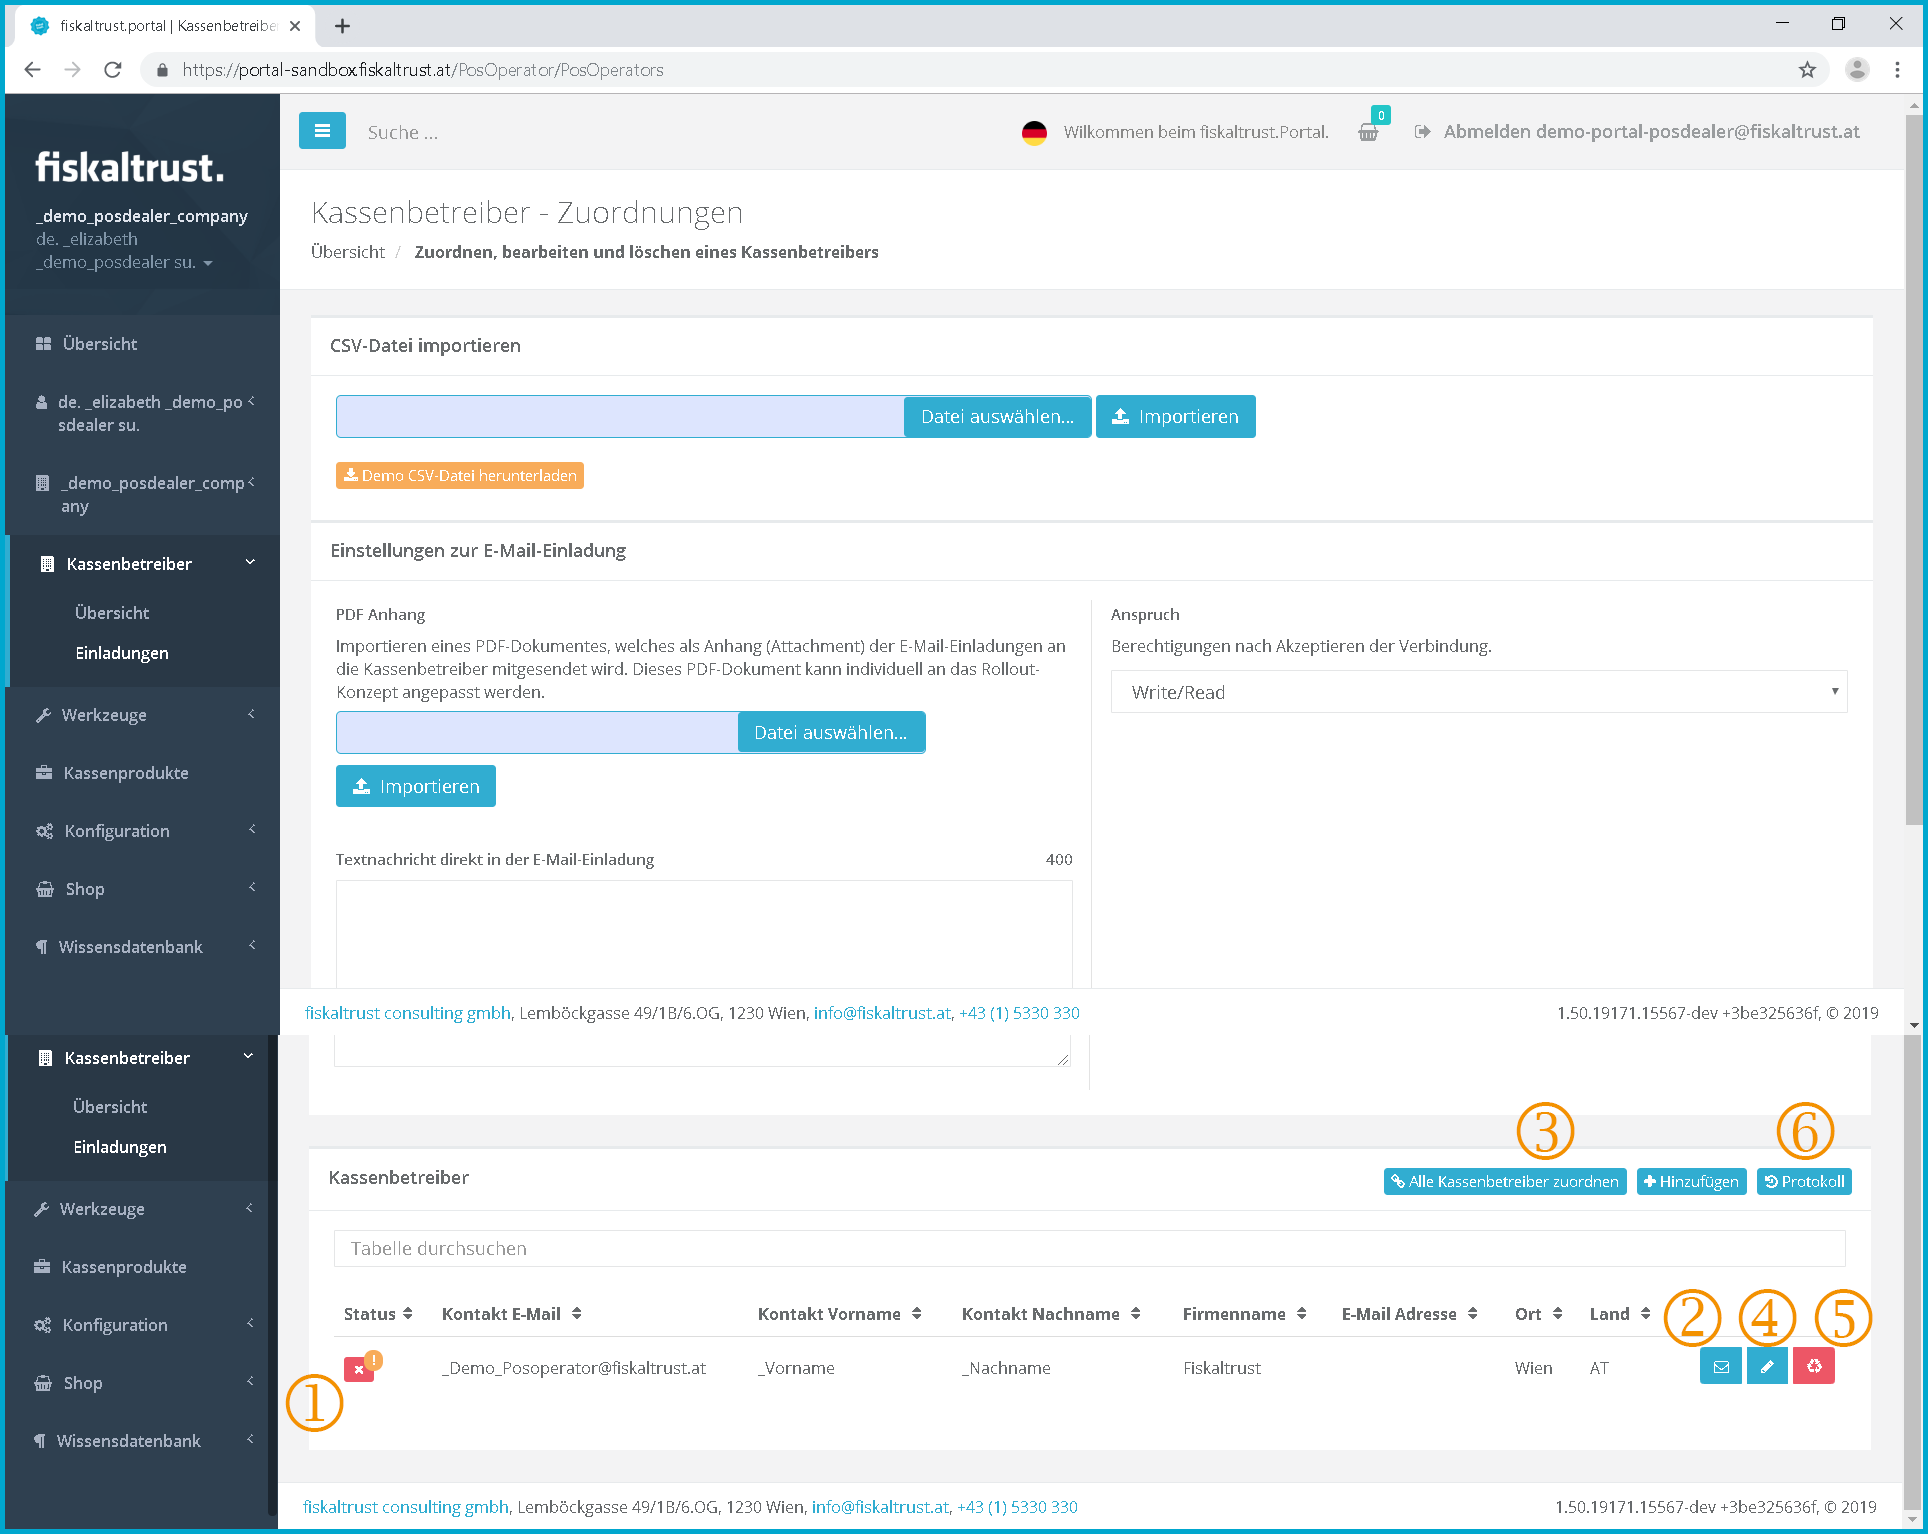 fiskaltrust.portal | Kassenbetreiber
https://portal-sandbox.fiskaltrust.at/PosOperator/PosOperators
fiskaltrust.
_demo_posdealer_company
de. _elizabeth
_demo_posdealer su.
Suche ...
Wilkommen beim fiskaltrust.Portal.
0
Abmelden demo-portal-posdealer@fiskaltrust.at
Kassenbetreiber - Zuordnungen
Übersicht / Zuordnen, bearbeiten und löschen eines Kassenbetreibers
Übersicht
de. _elizabeth _demo_po
sdealer su.
_demo_posdealer_comp
any
Kassenbetreiber
Übersicht
Einladungen
Werkzeuge
Kassenprodukte
Konfiguration
Shop
Wissensdatenbank
CSV-Datei importieren
Datei auswählen...
Importieren
Demo CSV-Datei herunterladen
Einstellungen zur E-Mail-Einladung
PDF Anhang
Importieren eines PDF-Dokumentes, welches als Anhang (Attachment) der E-Mail-Einladungen an
die Kassenbetreiber mitgesendet wird. Dieses PDF-Dokument kann individuell an das Rollout-
Konzept angepasst werden.
Datei auswählen...
Importieren
Anspruch
Berechtigungen nach Akzeptieren der Verbindung.
Write/Read
Textnachricht direkt in der E-Mail-Einladung 400
fiskaltrust consulting gmbh, Lemböckgasse 49/1B/6.OG, 1230 Wien, info@fiskaltrust.at, +43 (1) 5330 330
1.50.19171.15567-dev +3be325636f, © 2019
Kassenbetreiber
Übersicht
Einladungen
Werkzeuge
Kassenprodukte
Konfiguration
Shop
Wissensdatenbank
3
6
Kassenbetreiber
Alle Kassenbetreiber zuordnen
Hinzufügen
Protokoll
Tabelle durchsuchen
Status Kontakt E-Mail Kontakt Vorname Kontakt Nachname Firmenname E-Mail Adresse Ort Land
2
4
5
! _Demo_Posoperator@fiskaltrust.at _Vorname _Nachname Fiskaltrust Wien AT
1
fiskaltrust consulting gmbh, Lemböckgasse 49/1B/6.OG, 1230 Wien, info@fiskaltrust.at, +43 (1) 5330 330
1.50.19171.15567-dev +3be325636f, © 2019